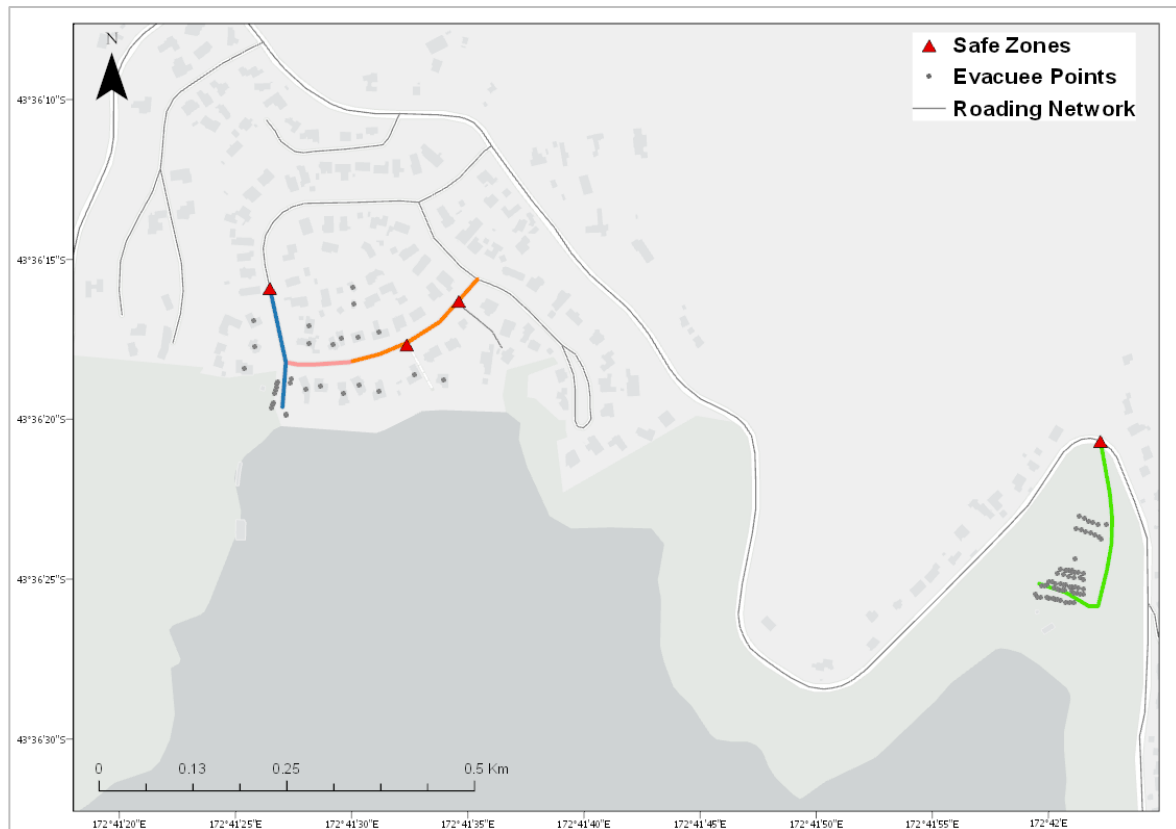 N
Safe Zones
Evacuee Points
Roading Network
43°36'10"S
43°36'15"S
43°36'20"S
43°36'25"S
43°36'30"S
0 0.13 0.25 0.5 Km
172°41'20"E 172°41'25"E 172°41'30"E 172°41'35"E 172°41'40"E 172°41'45"E 172°41'50"E 172°41'55"E 172°42'E